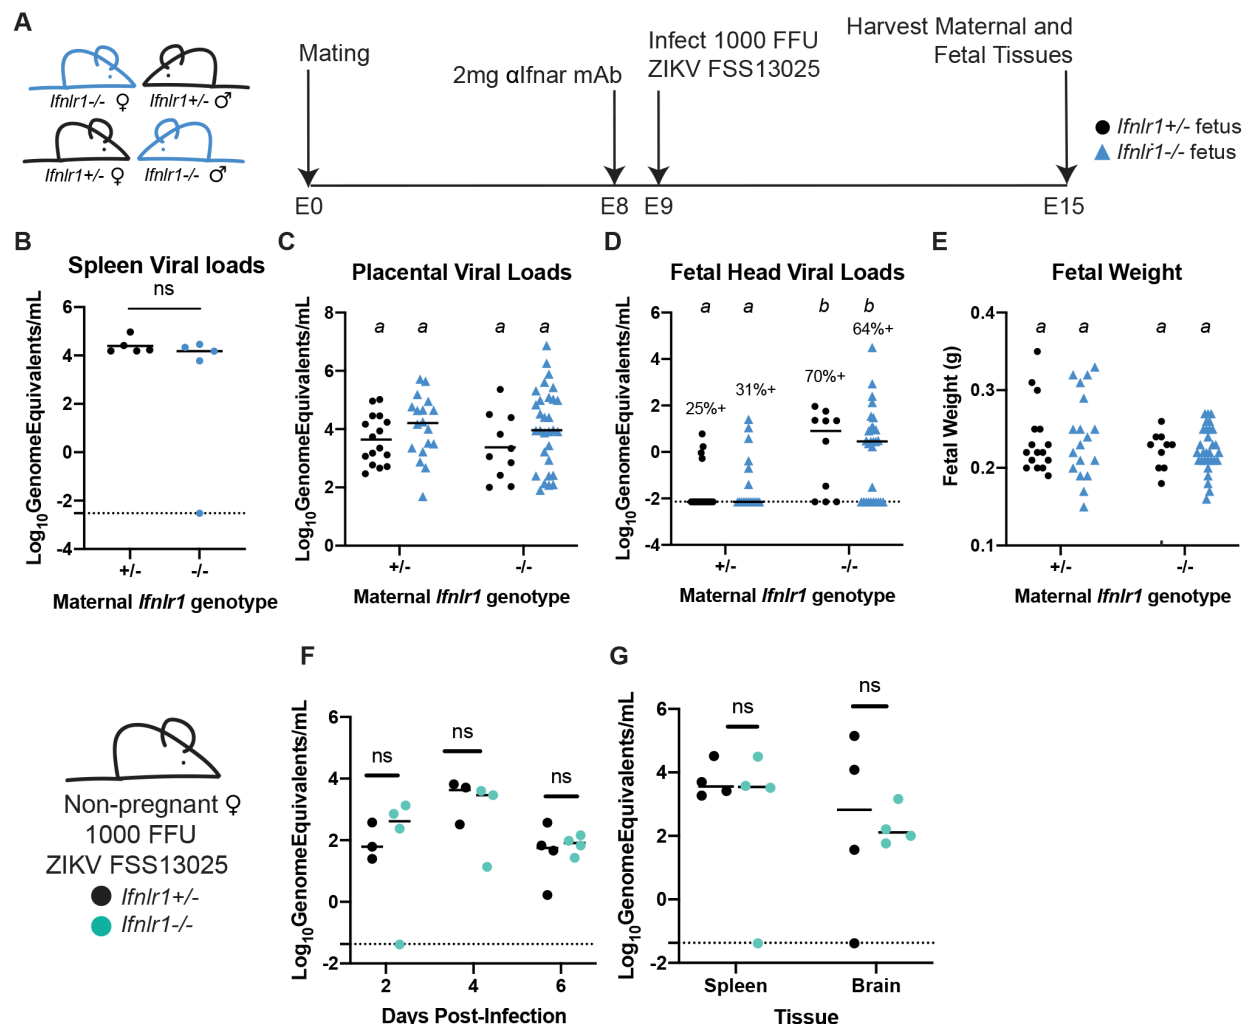 A
Ifnlr1-/- ♀
Ifnlr1+/- ♂
Ifnlr1+/- ♀
Ifnlr1-/- ♂
Mating
2mg αIfnar mAb
Infect 1000 FFU
ZIKV FSS13025
Harvest Maternal and
Fetal Tissues
E0
E8
E9
E15
Ifnlr1+/- fetus
Ifnlr1-/- fetus
B
Spleen Viral loads
ns
Log10GenomeEquivalents/mL
6
4
2
0
-2
-4
+/-
-/-
Maternal Ifnlr1 genotype
C
Placental Viral Loads
a a a a
Log10GenomeEquivalents/mL
8
6
4
2
0
+/-
-/-
Maternal Ifnlr1 genotype
D
Fetal Head Viral Loads
a a b b
25%+
31%+
70%+
64%+
Log10GenomeEquivalents/mL
6
4
2
0
-2
-4
+/-
-/-
Maternal Ifnlr1 genotype
E
Fetal Weight
a a a a
Fetal Weight (g)
0.4
0.3
0.2
0.1
+/-
-/-
Maternal Ifnlr1 genotype
Non-pregnant ♀
1000 FFU
ZIKV FSS13025
Ifnlr1+/-
Ifnlr1-/-
F
ns
ns
ns
Log10GenomeEquivalents/mL
6
4
2
0
-2
2
4
6
Days Post-Infection
G
ns
ns
Log10GenomeEquivalents/mL
6
4
2
0
-2
Spleen
Brain
Tissue